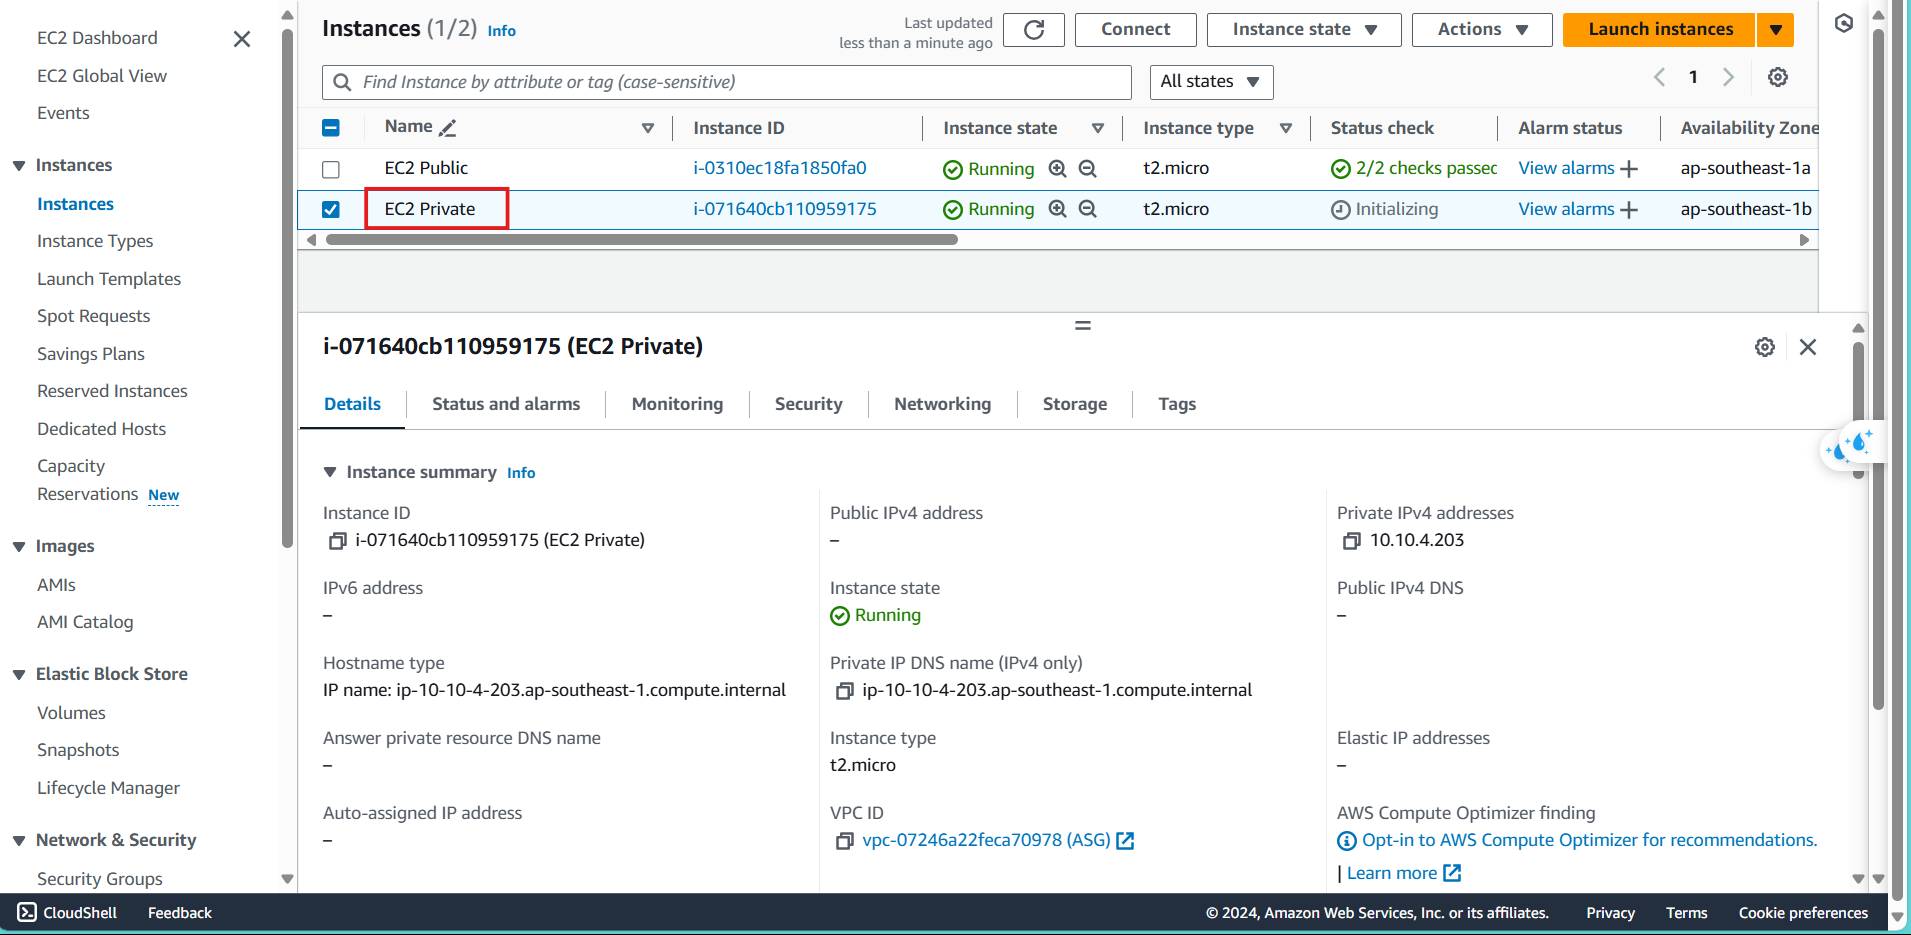 EC2 Dashboard
EC2 Global View
Events
Instances
Instances
Instance Types
Launch Templates
Spot Requests
Savings Plans
Reserved Instances
Dedicated Hosts
Capacity
Reservations New
Images
AMIs
AMI Catalog
Elastic Block Store
Volumes
Snapshots
Lifecycle Manager
Network & Security
Security Groups
Instances (1/2) Info
Last updated
less than a minute ago
Connect
Instance state
Actions
Launch instances
Find Instance by attribute or tag (case-sensitive)
All states
1
Name Instance ID Instance state Instance type Status check Alarm status Availability Zone
EC2 Public i-0310ec18fa1850fa0 Running t2.micro 2/2 checks passed View alarms + ap-southeast-1a
EC2 Private i-071640cb110959175 Running t2.micro Initializing View alarms + ap-southeast-1b
i-071640cb110959175 (EC2 Private)
Details Status and alarms Monitoring Security Networking Storage Tags
Instance summary Info
Instance ID
i-071640cb110959175 (EC2 Private)
Public IPv4 address
–
Private IPv4 addresses
10.10.4.203
IPv6 address
–
Instance state
Running
Public IPv4 DNS
–
Hostname type
IP name: ip-10-10-4-203.ap-southeast-1.compute.internal
Private IP DNS name (IPv4 only)
ip-10-10-4-203.ap-southeast-1.compute.internal
Answer private resource DNS name
–
Instance type
t2.micro
Elastic IP addresses
–
Auto-assigned IP address
–
VPC ID
vpc-07246a22feca70978 (ASG)
AWS Compute Optimizer finding
Opt-in to AWS Compute Optimizer for recommendations.
| Learn more
CloudShell Feedback © 2024, Amazon Web Services, Inc. or its affiliates. Privacy Terms Cookie preferences